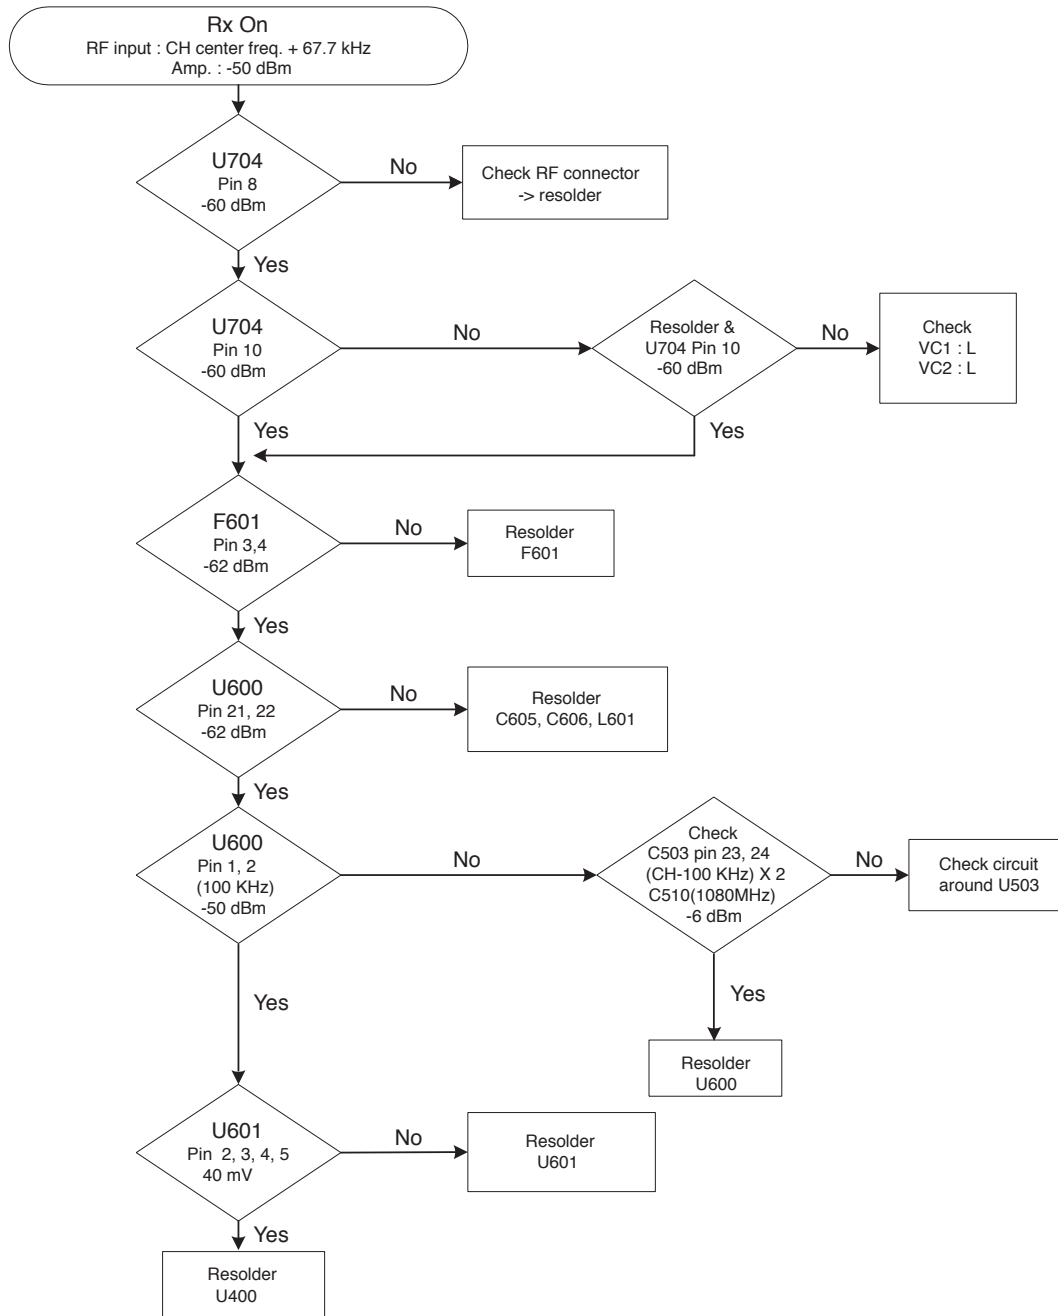 Rx On
RF input : CH center freq. + 67.7 kHz
Amp. : -50 dBm
U704
Pin 8
-60 dBm
No
Check RF connector
-> resolder
Yes
U704
Pin 10
-60 dBm
No
Resolder &
U704 Pin 10
-60 dBm
No
Check
VC1 : L
VC2 : L
Yes
Yes
F601
Pin 3,4
-62 dBm
No
Resolder
F601
Yes
U600
Pin 21, 22
-62 dBm
No
Resolder
C605, C606, L601
Yes
U600
Pin 1, 2
(100 KHz)
-50 dBm
No
Check
C503 pin 23, 24
(CH-100 KHz) X 2
C510(1080MHz)
-6 dBm
No
Check circuit
around U503
Yes
Yes
Resolder
U600
U601
Pin 2, 3, 4, 5
40 mV
No
Resolder
U601
Yes
Resolder
U400